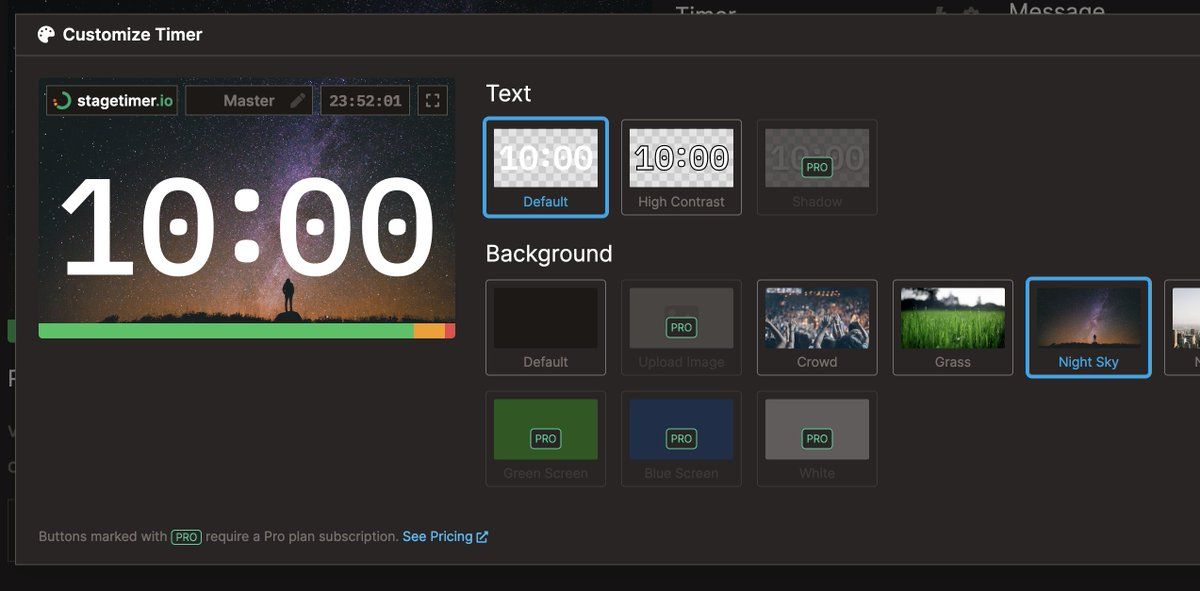 Timer
Message
Customize Timer
stagetimer.io
Master
23:52:01
10:00
Text
10:00
Default
10:00
High Contrast
10:00
PRO
Shadow
Background
Default
PRO
Upload Image
Crowd
Grass
Night Sky
PRO
Green Screen
PRO
Blue Screen
PRO
White
Buttons marked with PRO require a Pro plan subscription. See Pricing